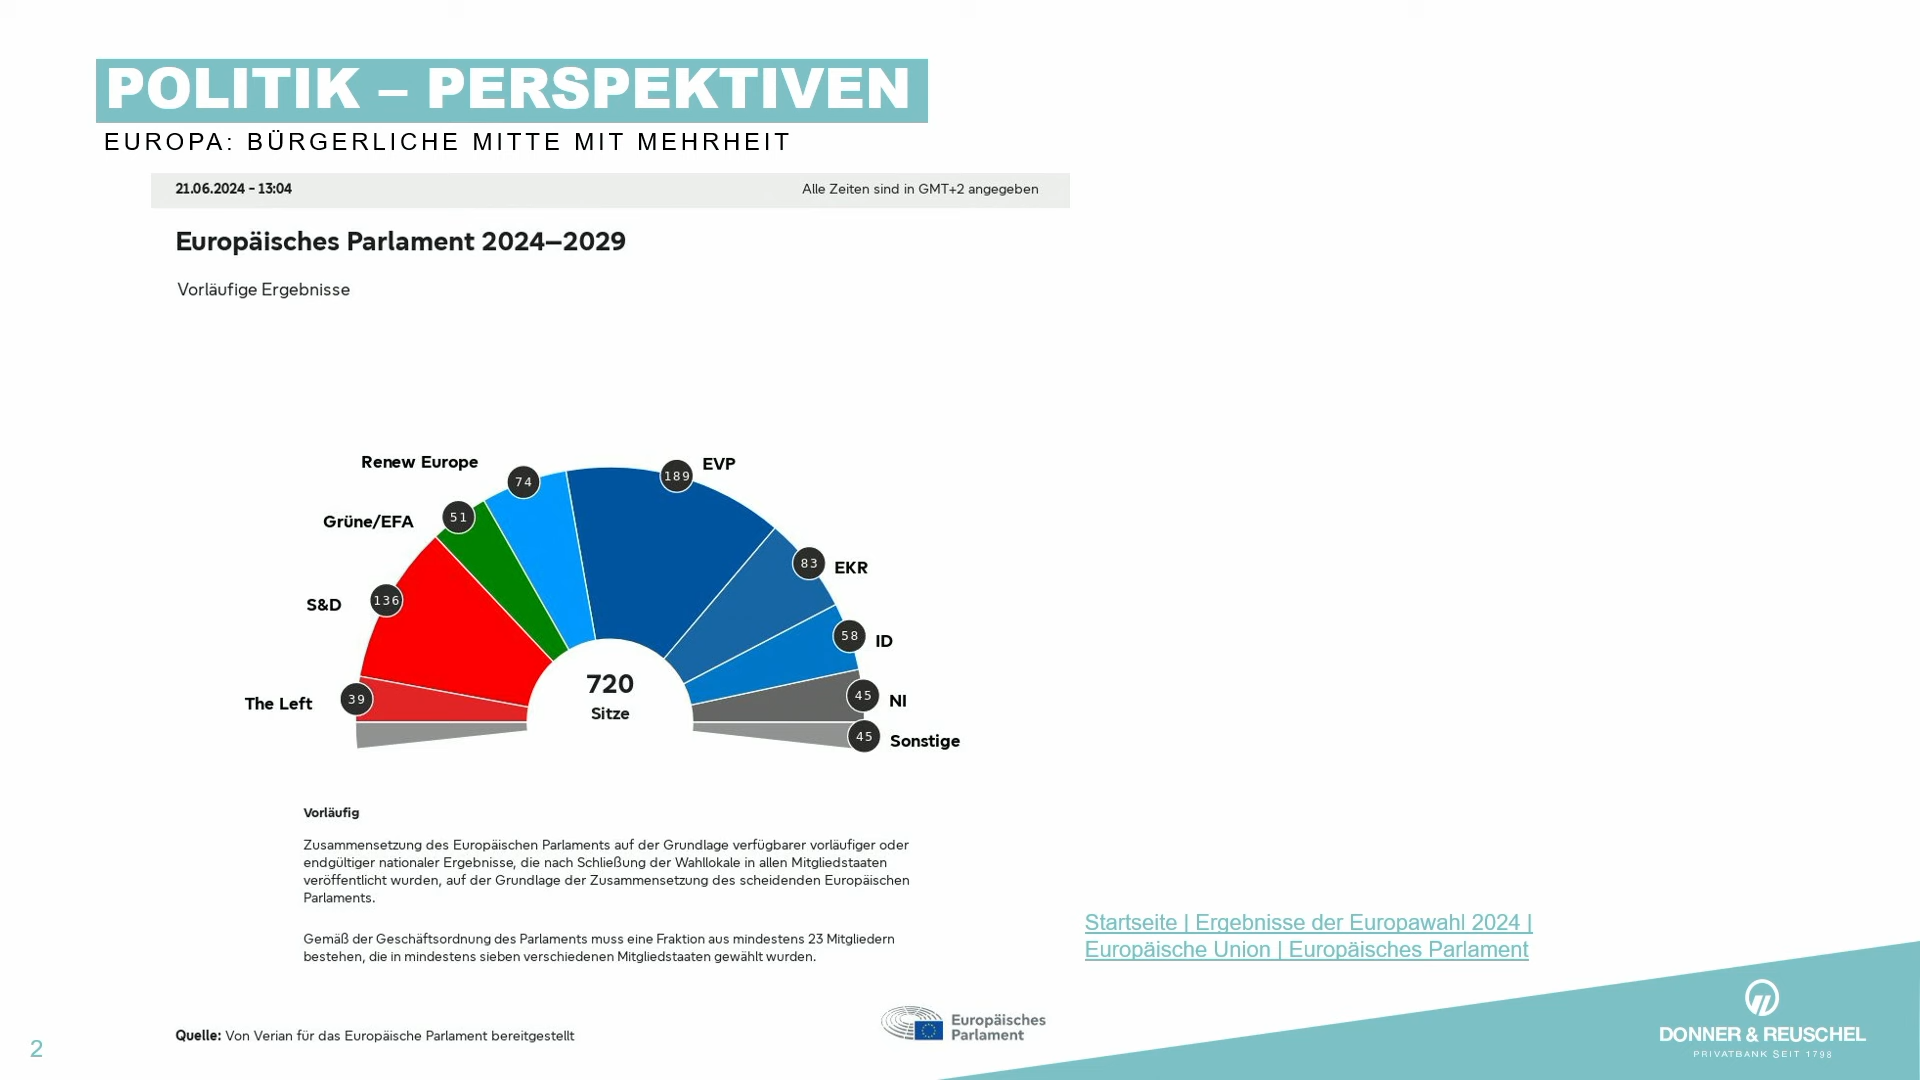 POLITIK – PERSPEKTIVEN
EUROPA: BÜRGERLICHE MITTE MIT MEHRHEIT
21.06.2024 - 13:04
Alle Zeiten sind in GMT+2 angegeben
Europäisches Parlament 2024–2029
Vorläufige Ergebnisse
Renew Europe
74
189
EVP
Grüne/EFA
51
83
EKR
S&D
136
58
ID
The Left
39
720
Sitze
45
NI
45
Sonstige
Vorläufig
Zusammensetzung des Europäischen Parlaments auf der Grundlage verfügbarer vorläufiger oder
endgültiger nationaler Ergebnisse, die nach Schließung der Wahllokale in allen Mitgliedstaaten
veröffentlicht wurden, auf der Grundlage der Zusammensetzung des scheidenden Europäischen
Parlaments.
Gemäß der Geschäftsordnung des Parlaments muss eine Fraktion aus mindestens 23 Mitgliedern
bestehen, die in mindestens sieben verschiedenen Mitgliedstaaten gewählt wurden.
Startseite | Ergebnisse der Europawahl 2024 |
Europäische Union | Europäisches Parlament
Quelle: Von Verian für das Europäische Parlament bereitgestellt
Europäisches
Parlament
DONNER & REUSCHEL
PRIVATBANK SEIT 1798
2